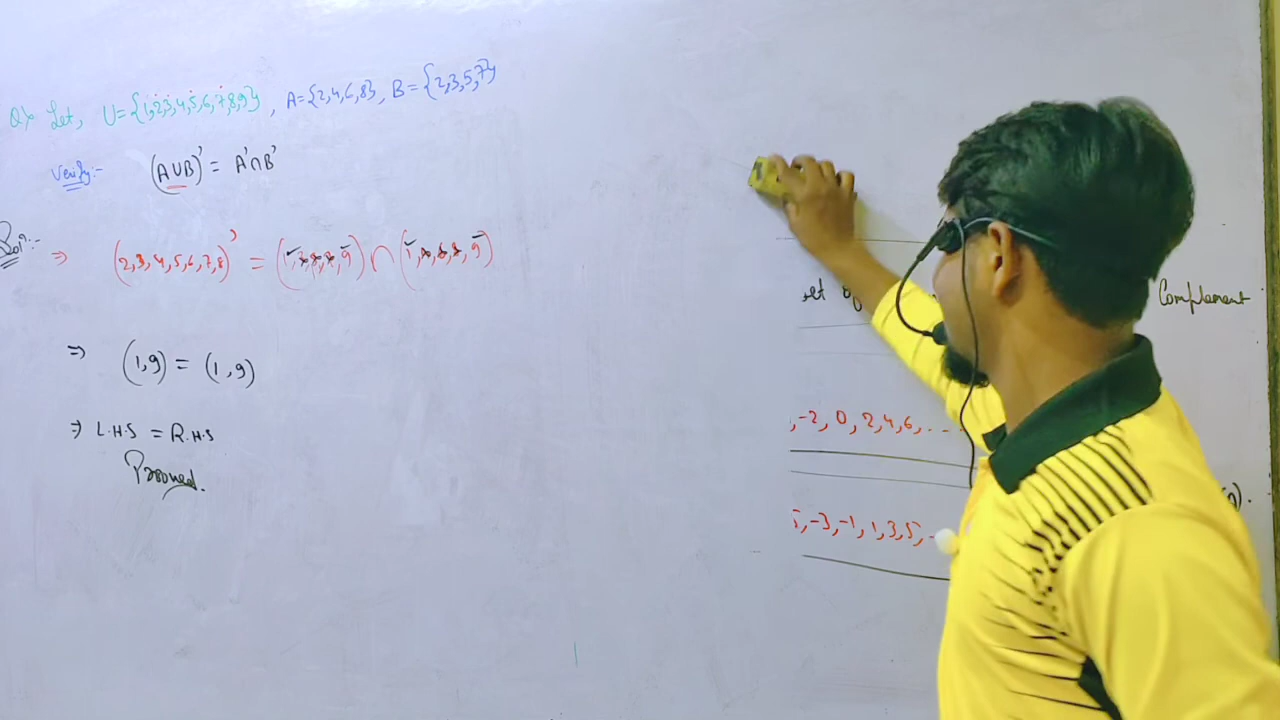 Q) Let, U={1,2,3,4,5,6,7,8,9}, A={2,4,6,8}, B={2,3,5,7}
Verify:- (A∪B)' = A'∩B'
Sol^n:- ⇒ (2,3,4,5,6,7,8)' = (1,3,5,7,9) ∩ (1,4,6,8,9)
⇒ (1,9) = (1,9)
⇒ L.H.S = R.H.S
Prooved.
set of Complement
,-2, 0, 2,4,6, ...
5,-3,-1,1,3,5,